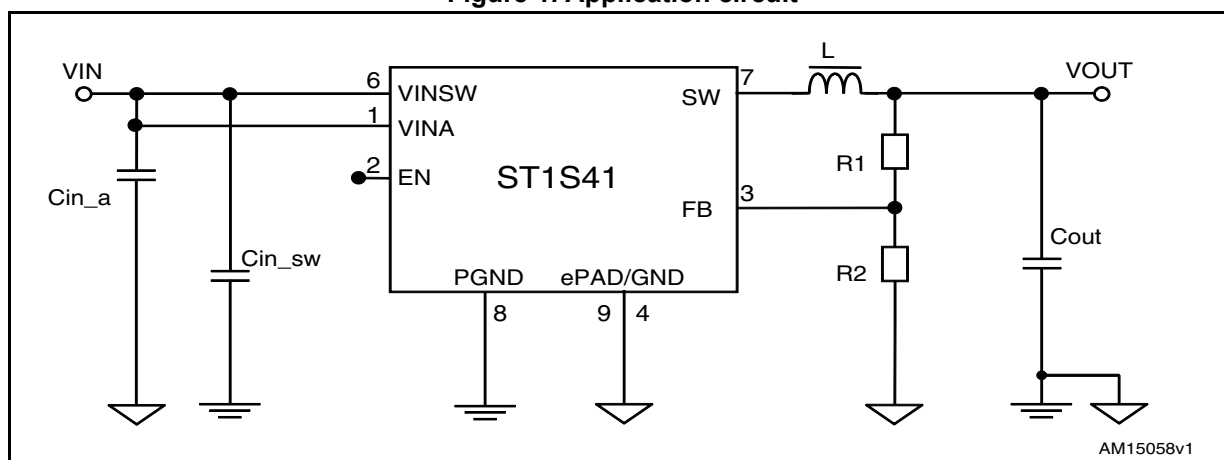 Figure 1. Application circuit
VIN
6
VINSW
1
VINA
2
EN
ST1S41
7
SW
3
FB
L
VOUT
R1
R2
Cin_a
Cin_sw
Cout
PGND
ePAD/GND
8
9
4
AM15058v1